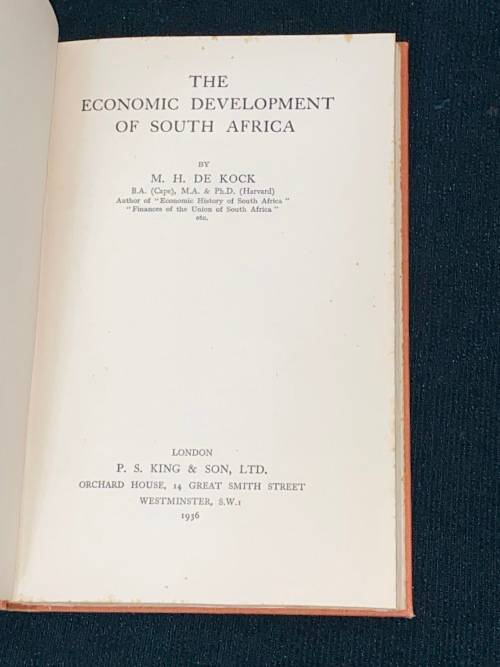 THE
ECONOMIC DEVELOPMENT
OF SOUTH AFRICA
BY
M. H. DE KOCK
B.A. (Cape), M.A. & Ph.D. (Harvard)
Author of "Economic History of South Africa"
"Finances of the Union of South Africa"
etc.
LONDON
P. S. KING & SON, LTD.
ORCHARD HOUSE, 14 GREAT SMITH STREET
WESTMINSTER, S.W.1
1936